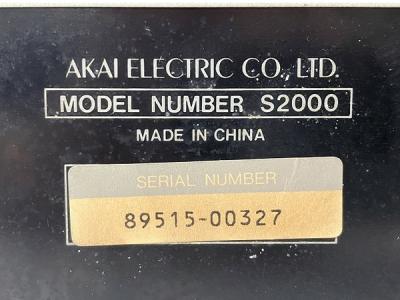 AKAI ELECTRIC CO., LTD.
MODEL NUMBER S2000
MADE IN CHINA
SERIAL NUMBER
89515-00327